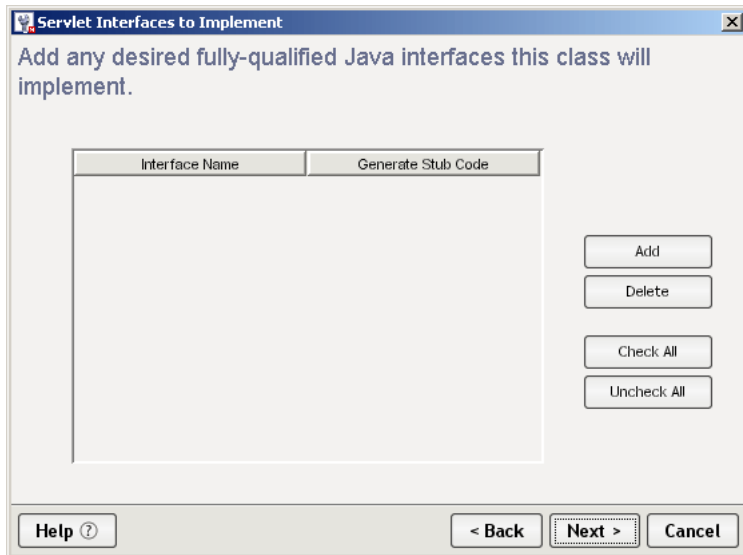 Servlet Interfaces to Implement
Add any desired fully-qualified Java interfaces this class will
implement.
Interface Name Generate Stub Code
Add
Delete
Check All
Uncheck All
Help ?
< Back Next > Cancel